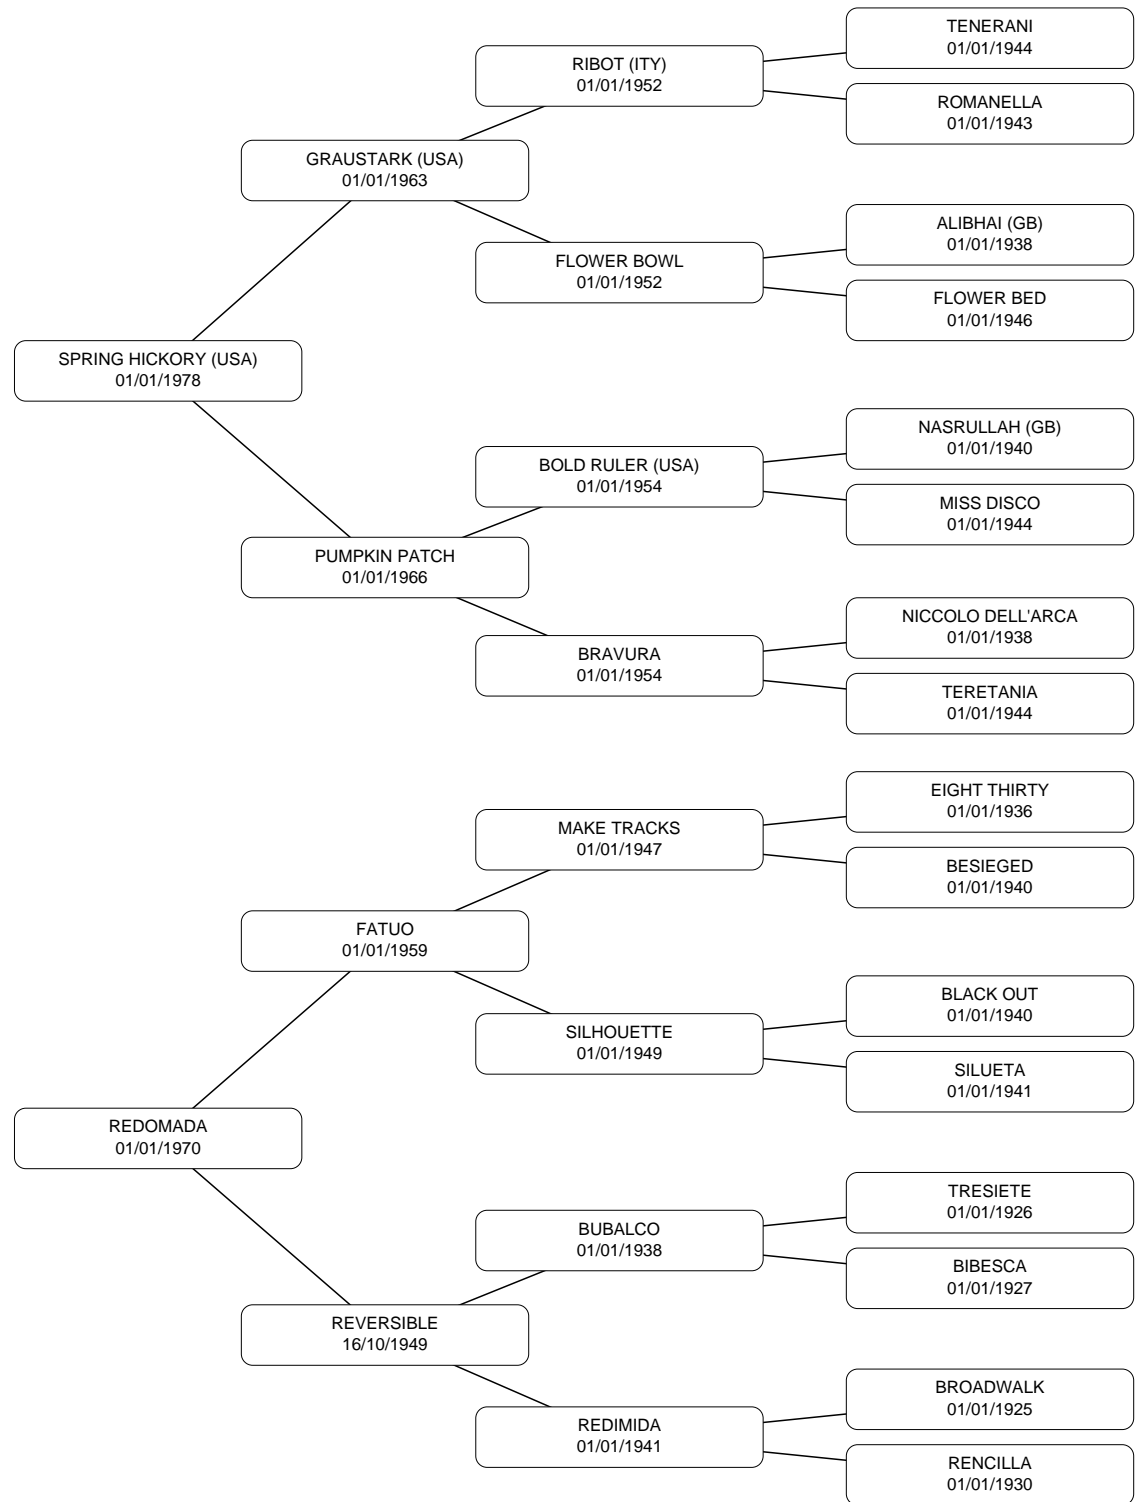 TENERANI
01/01/1944
RIBOT (ITY)
01/01/1952
ROMANELLA
01/01/1943
GRAUSTARK (USA)
01/01/1963
ALIBHAI (GB)
01/01/1938
FLOWER BOWL
01/01/1952
FLOWER BED
01/01/1946
SPRING HICKORY (USA)
01/01/1978
NASRULLAH (GB)
01/01/1940
BOLD RULER (USA)
01/01/1954
MISS DISCO
01/01/1944
PUMPKIN PATCH
01/01/1966
NICCOLO DELL'ARCA
01/01/1938
BRAVURA
01/01/1954
TERETANIA
01/01/1944
EIGHT THIRTY
01/01/1936
MAKE TRACKS
01/01/1947
BESIEGED
01/01/1940
FATUO
01/01/1959
BLACK OUT
01/01/1940
SILHOUETTE
01/01/1949
SILUETA
01/01/1941
REDOMADA
01/01/1970
TRESIETE
01/01/1926
BUBALCO
01/01/1938
BIBESCA
01/01/1927
REVERSIBLE
16/10/1949
BROADWALK
01/01/1925
REDIMIDA
01/01/1941
RENCILLA
01/01/1930